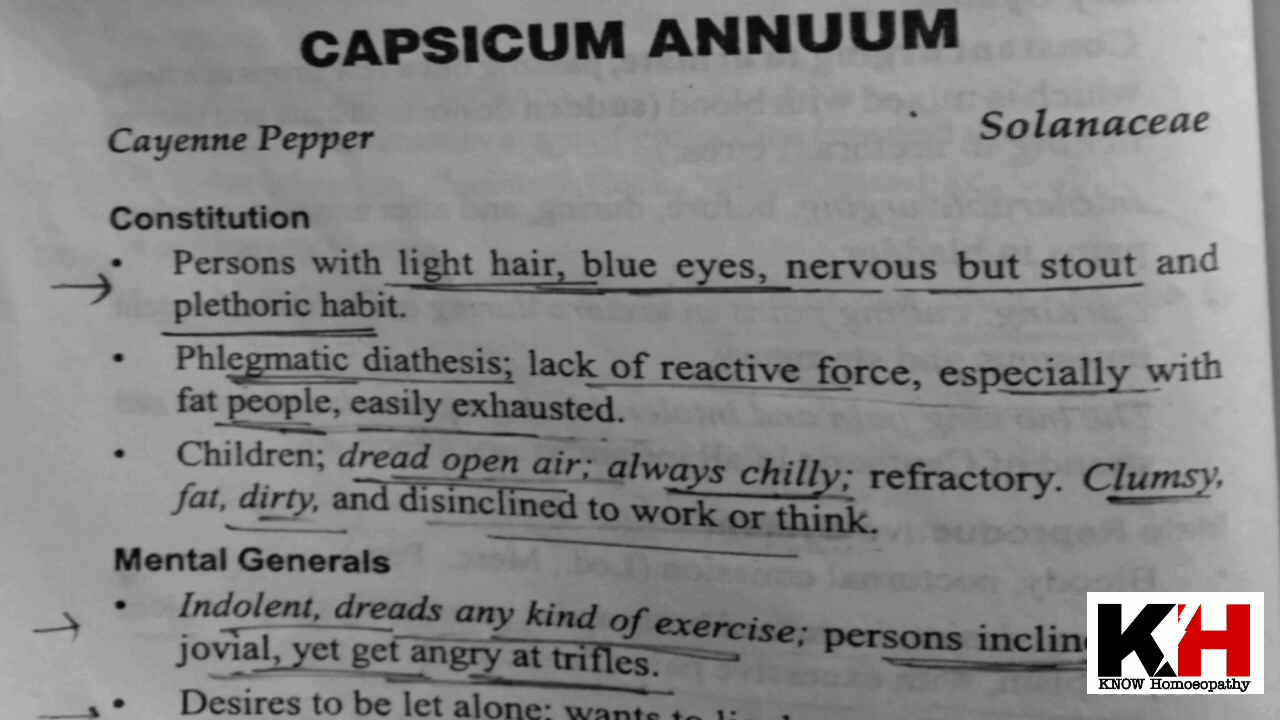 CAPSICUM ANNUUM
Cayenne Pepper Solanaceae
Constitution
• Persons with light hair, blue eyes, nervous but stout and
plethoric habit.
• Phlegmatic diathesis; lack of reactive force, especially with
fat people, easily exhausted.
• Children; dread open air; always chilly; refractory. Clumsy,
fat, dirty, and disinclined to work or think.
Mental Generals
• Indolent, dreads any kind of exercise; persons
jovial, yet get angry at trifles.
• Desires to be let alone; wants to
KH
KNOW Homoeopathy